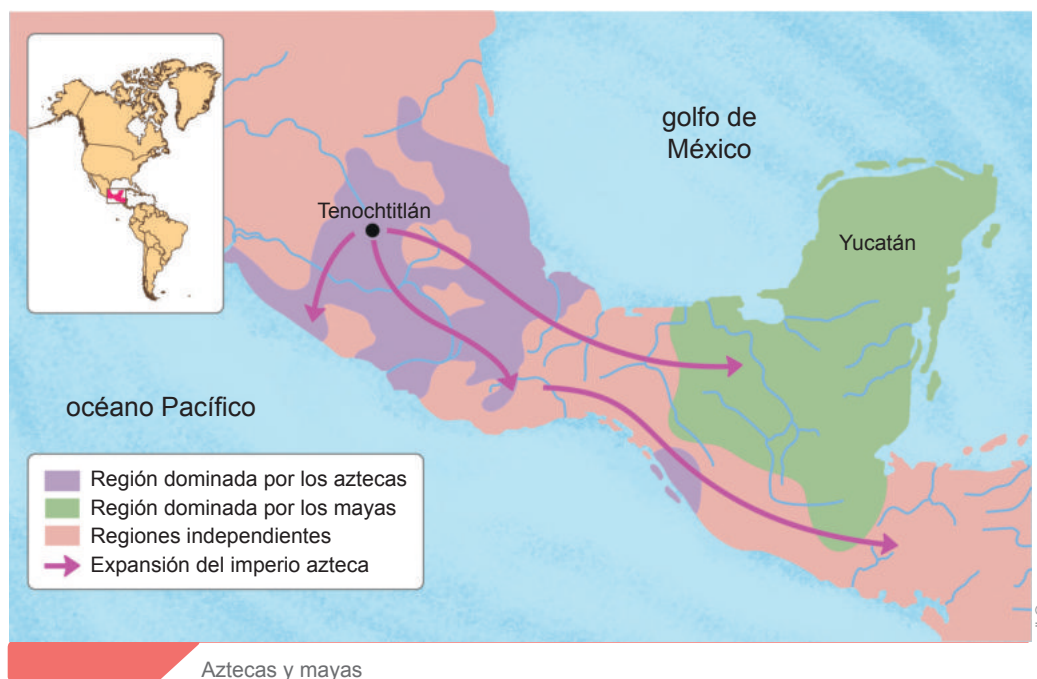 golfo de
México
Tenochtitlán
Yucatán
océano Pacífico
Región dominada por los aztecas
Región dominada por los mayas
Regiones independientes
Expansión del imperio azteca
Aztecas y mayas